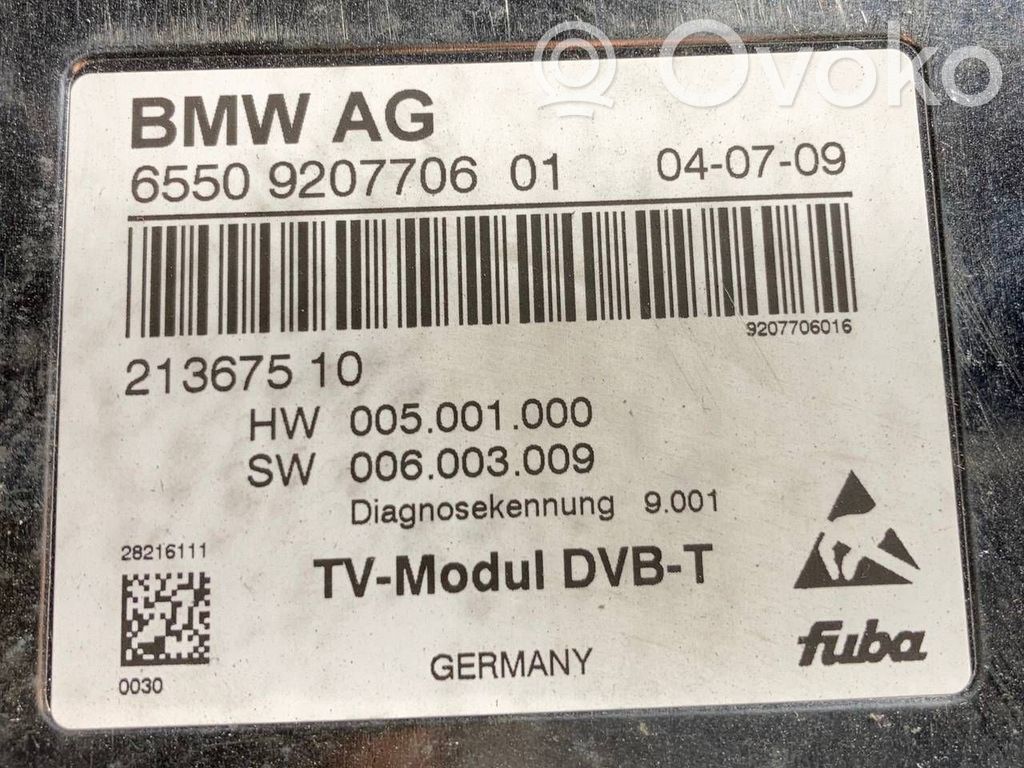 Ovoko
BMW AG
6550 9207706 01 04-07-09
9207706016
213675 10
HW 005.001.000
SW 006.003.009
Diagnosekennung 9.001
28216111
TV-Modul DVB-T
fuba
GERMANY
0030